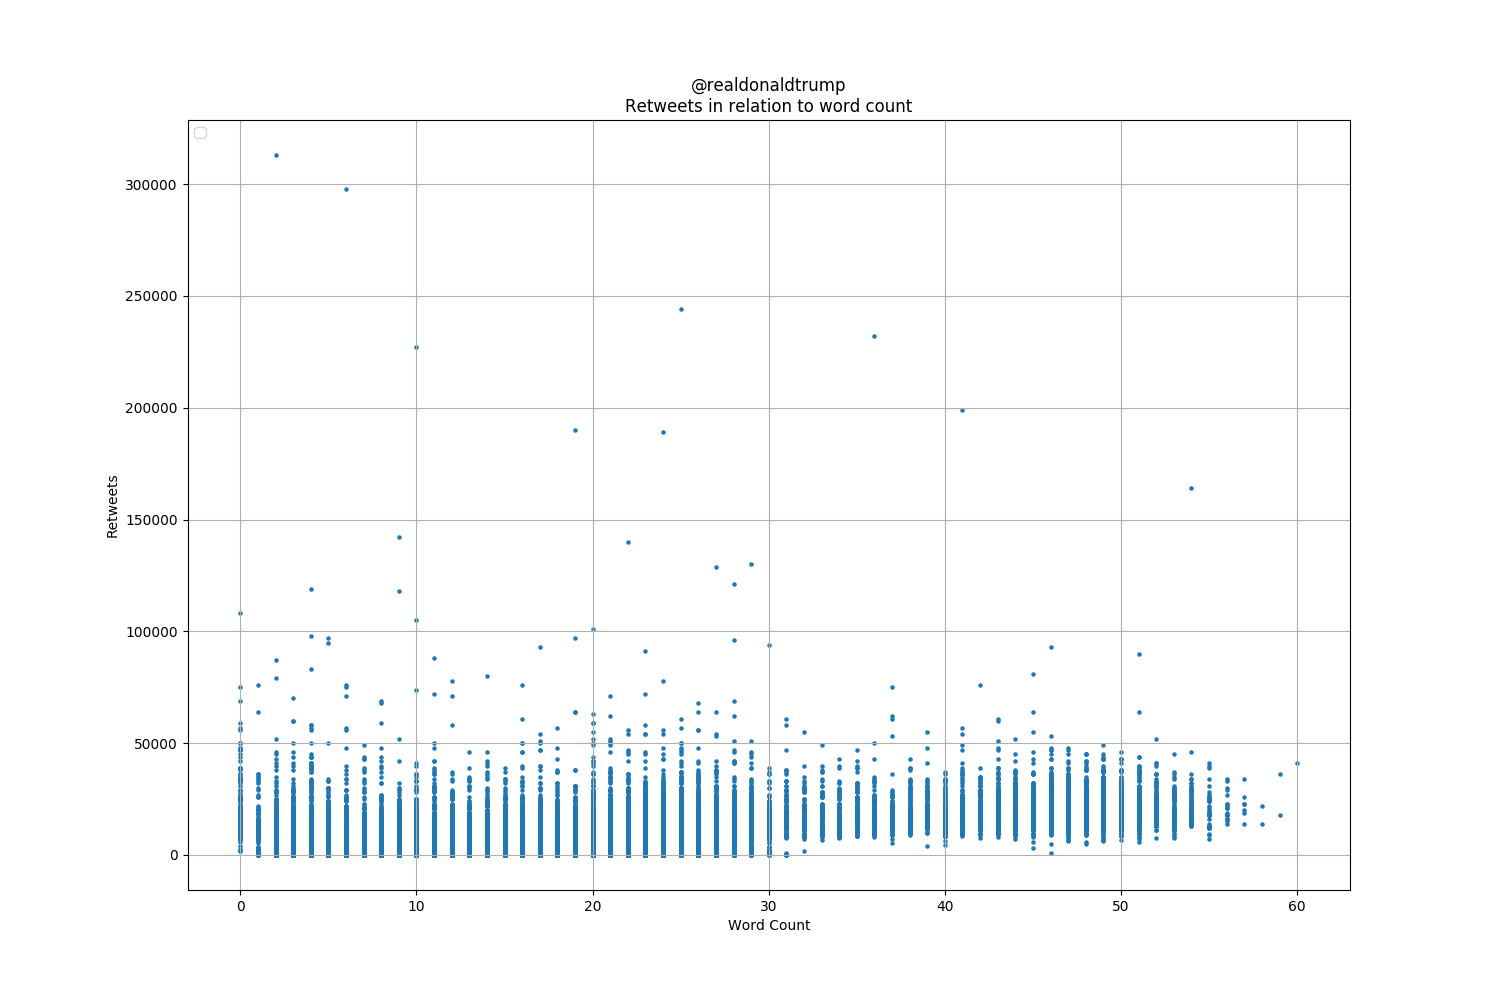 @realdonaldtrump
Retweets in relation to word count
300000
250000
200000
150000
100000
50000
0
Retweets
0 10 20 30 40 50 60
Word Count